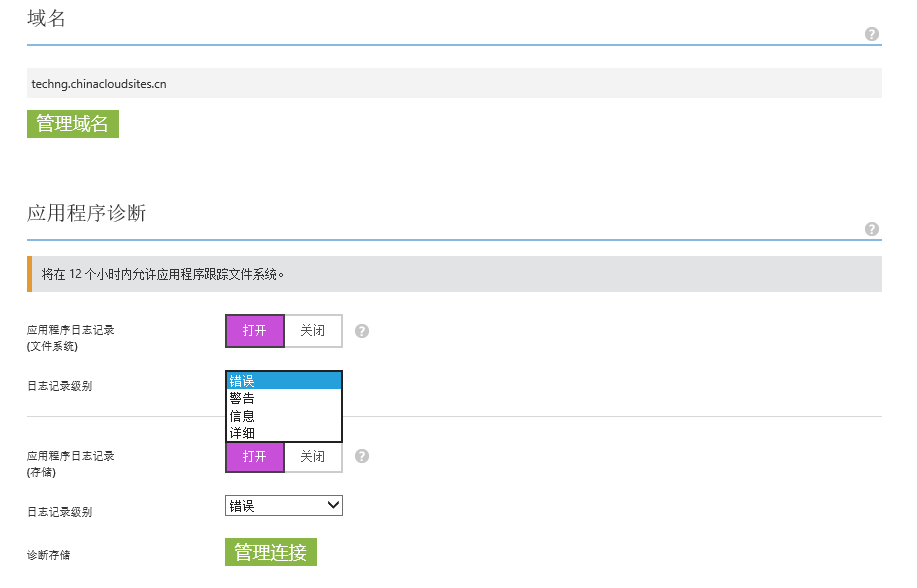 域名
?
techng.chinacloudsites.cn
管理域名
应用程序诊断
?
将在 12 个小时内允许应用程序跟踪文件系统。
应用程序日志记录
(文件系统)
打开 关闭 ?
日志记录级别
错误
警告
信息
详细
应用程序日志记录
(存储)
打开 关闭 ?
日志记录级别
错误
诊断存储
管理连接